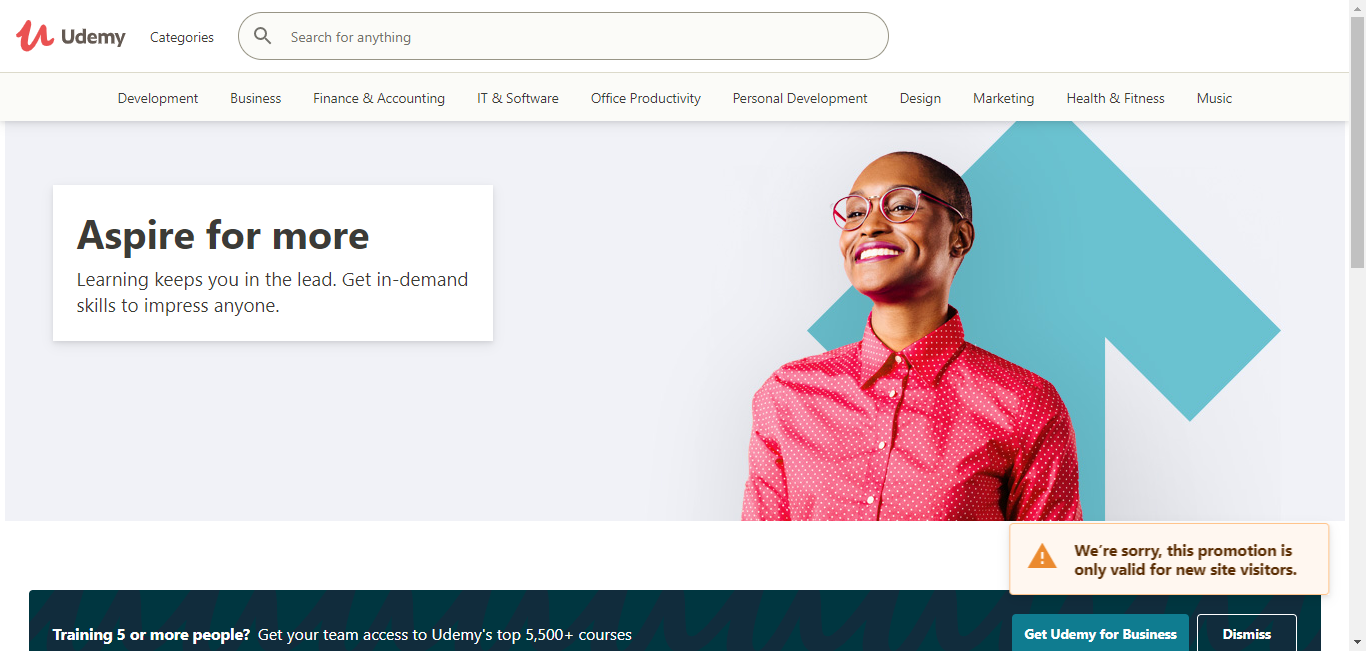 Udemy
Categories
Search for anything
Development
Business
Finance & Accounting
IT & Software
Office Productivity
Personal Development
Design
Marketing
Health & Fitness
Music
Aspire for more
Learning keeps you in the lead. Get in-demand
skills to impress anyone.
We’re sorry, this promotion is
only valid for new site visitors.
Training 5 or more people? Get your team access to Udemy's top 5,500+ courses
Get Udemy for Business
Dismiss